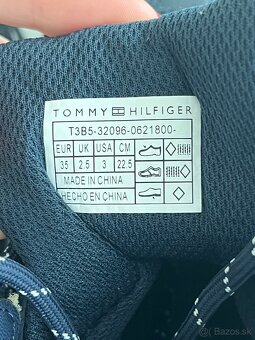 TOMMY HILFIGER
T3B5-32096-0621800-
EUR UK USA CM
35 2.5 3 22.5
MADE IN CHINA
HECHO EN CHINA
Bazos.sk